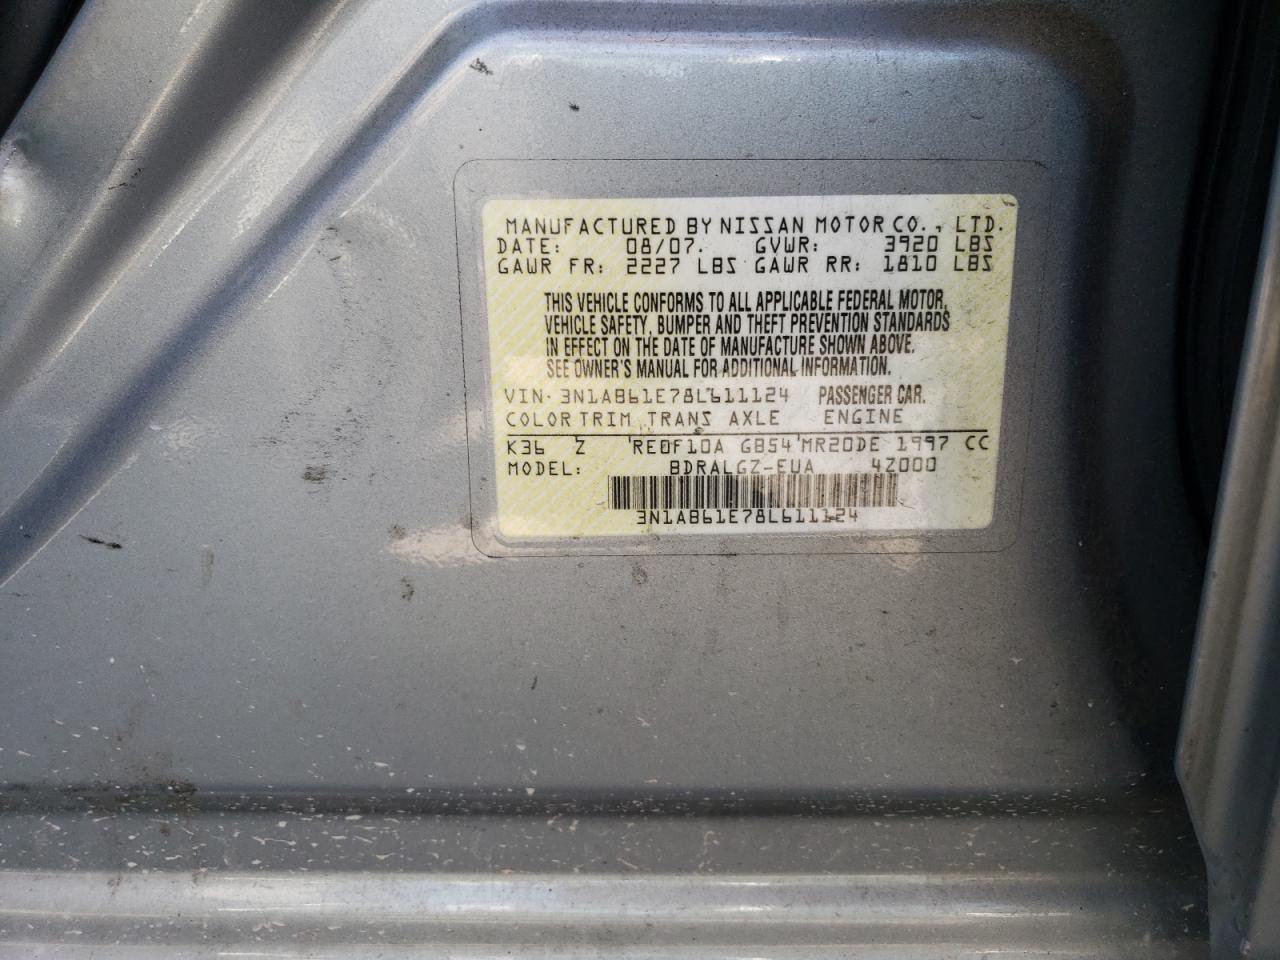 MANUFACTURED BY NISSAN MOTOR CO., LTD.
DATE: 08/07. GVWR: 3920 LBS
GAWR FR: 2227 LBS GAWR RR: 1810 LBS
THIS VEHICLE CONFORMS TO ALL APPLICABLE FEDERAL MOTOR
VEHICLE SAFETY, BUMPER AND THEFT PREVENTION STANDARDS
IN EFFECT ON THE DATE OF MANUFACTURE SHOWN ABOVE.
SEE OWNER'S MANUAL FOR ADDITIONAL INFORMATION.
VIN: 3N1AB61E78L611124 PASSENGER CAR.
COLOR TRIM TRANS AXLE ENGINE
K36 Z RE0F10A GB54 MR20DE 1997 CC
MODEL: BDRALGZ-EUA 4Z000
3N1AB61E78L611124